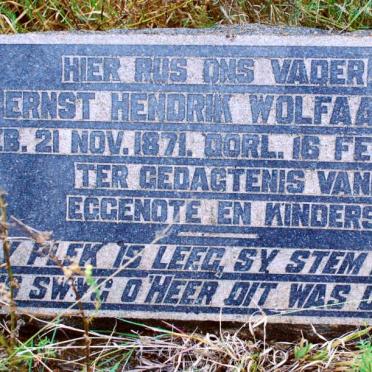 HIER RUS ONS VADER
ERNST HENDRIK WOLFAA
EB. 21 NOV. 1871. OORL. 16 FE
TER GEDAGTENIS VAN
EGGENOTE EN KINDERS
PLEK IS LEEG, SY STEM
SWYG O'HEER DIT WAS U